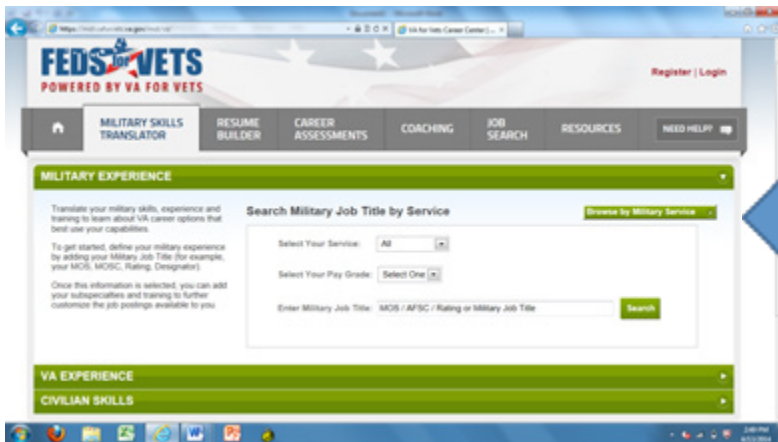 FEDS for VETS
POWERED BY VA FOR VETS
Register | Login
MILITARY SKILLS
TRANSLATOR
RESUME
BUILDER
CAREER
ASSESSMENTS
COACHING
JOB
SEARCH
RESOURCES
NEED HELP?
MILITARY EXPERIENCE
Translate your military skills, experience and
training to learn about VA career options that
best use your capabilities.
To get started, define your military experience
by adding your Military Job Title (for example,
your MOS, MOSC, Rating, Designator).
Once this information is selected, you can add
your subspecialties and training to further
customize the job postings available to you
Search Military Job Title by Service
Browse by Military Service
Select Your Service: All
Select Your Pay Grade: Select One
Enter Military Job Title: MOS / AFSC / Rating or Military Job Title
Search
VA EXPERIENCE
CIVILIAN SKILLS